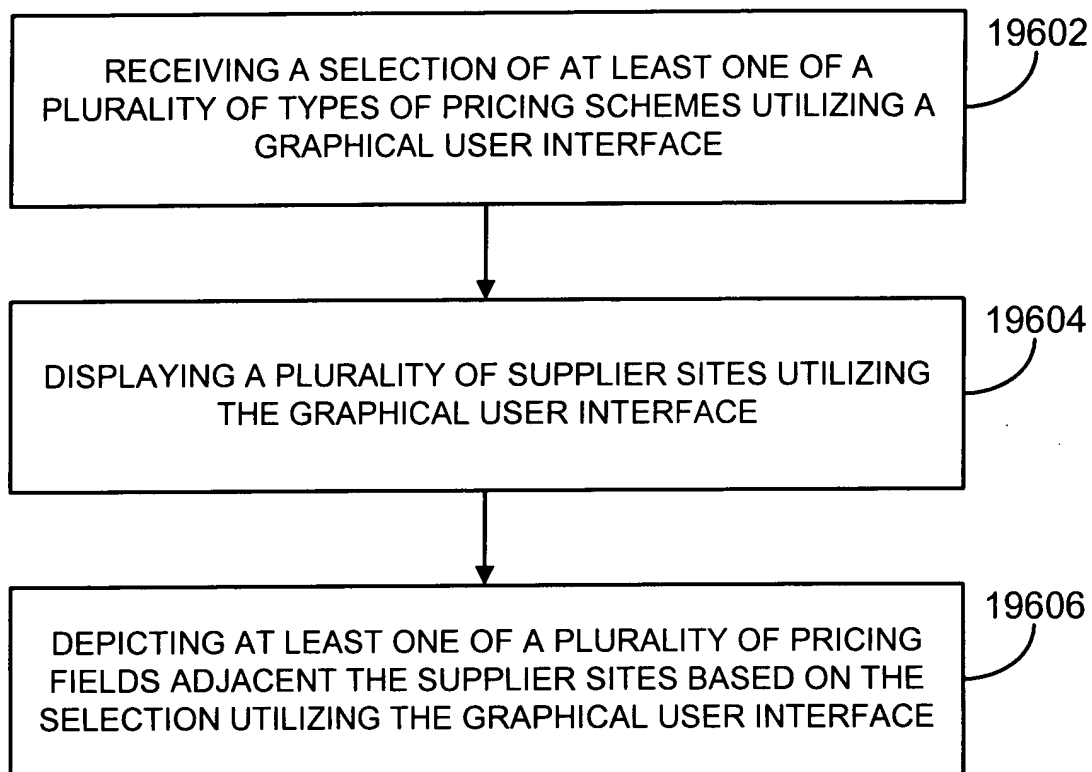 19602
RECEIVING A SELECTION OF AT LEAST ONE OF A
PLURALITY OF TYPES OF PRICING SCHEMES UTILIZING A
GRAPHICAL USER INTERFACE
19604
DISPLAYING A PLURALITY OF SUPPLIER SITES UTILIZING
THE GRAPHICAL USER INTERFACE
19606
DEPICTING AT LEAST ONE OF A PLURALITY OF PRICING
FIELDS ADJACENT THE SUPPLIER SITES BASED ON THE
SELECTION UTILIZING THE GRAPHICAL USER INTERFACE